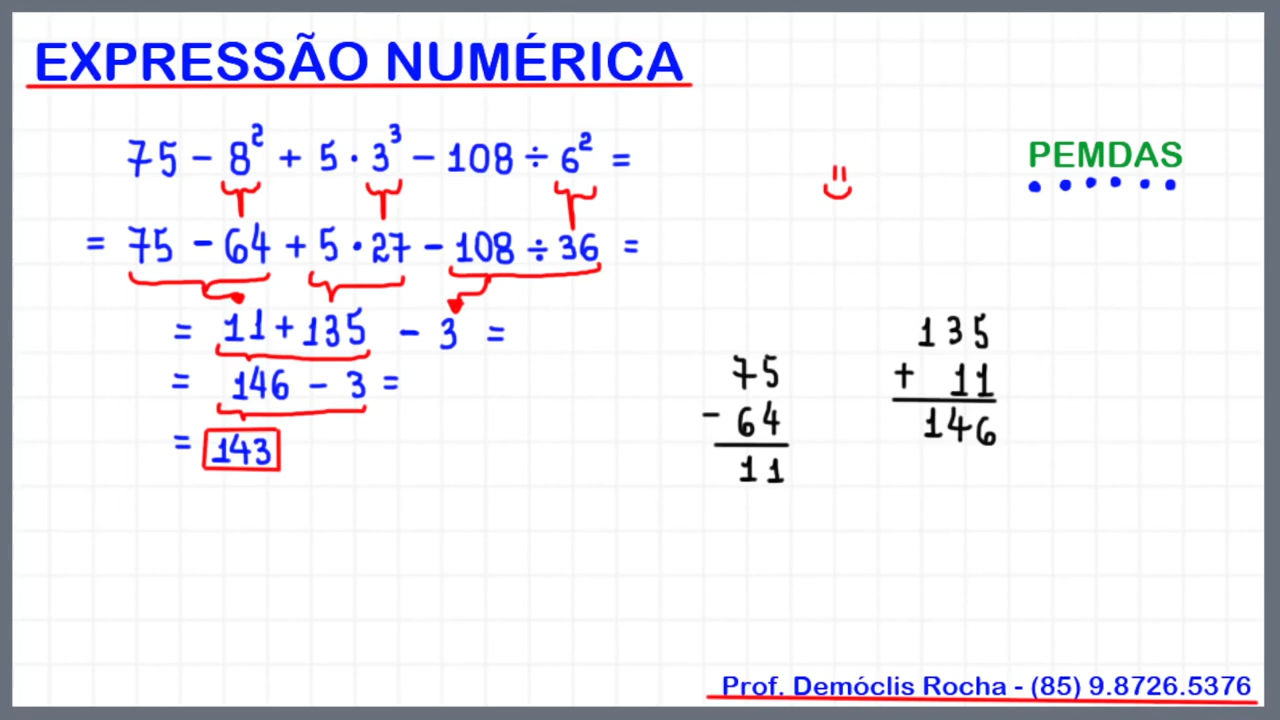 EXPRESSÃO NUMÉRICA
75 - 8² + 5 · 3³ - 108 ÷ 6² =
PEMDAS
= 75 - 64 + 5 · 27 - 108 ÷ 36 =
= 11 + 135 - 3 =
= 146 - 3 =
= 143
75
- 64
11
135
+ 11
146
Prof. Demóclis Rocha - (85) 9.8726.5376